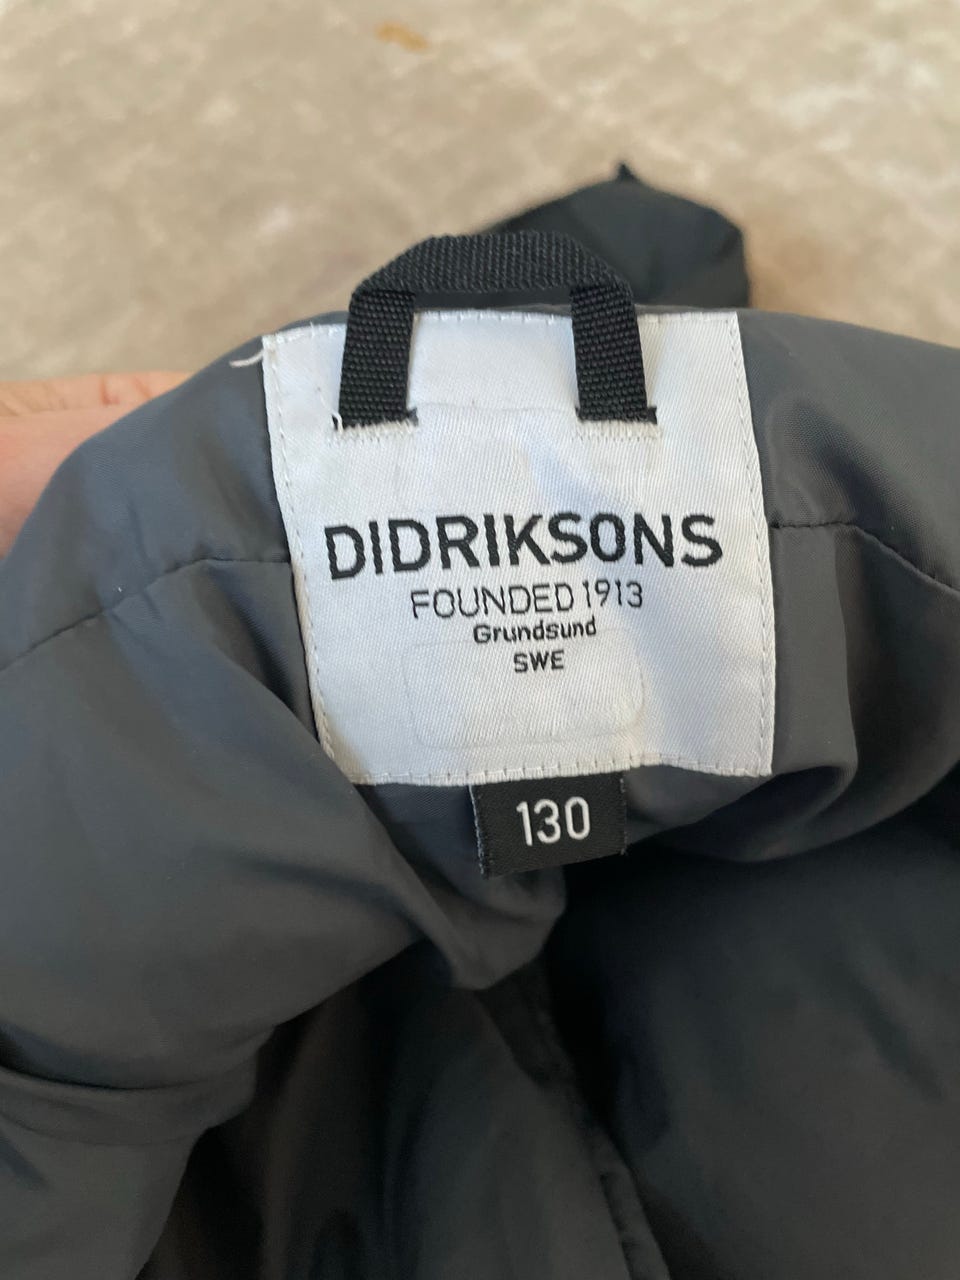 DIDRIKSONS
FOUNDED 1913
Grundsund
SWE
130